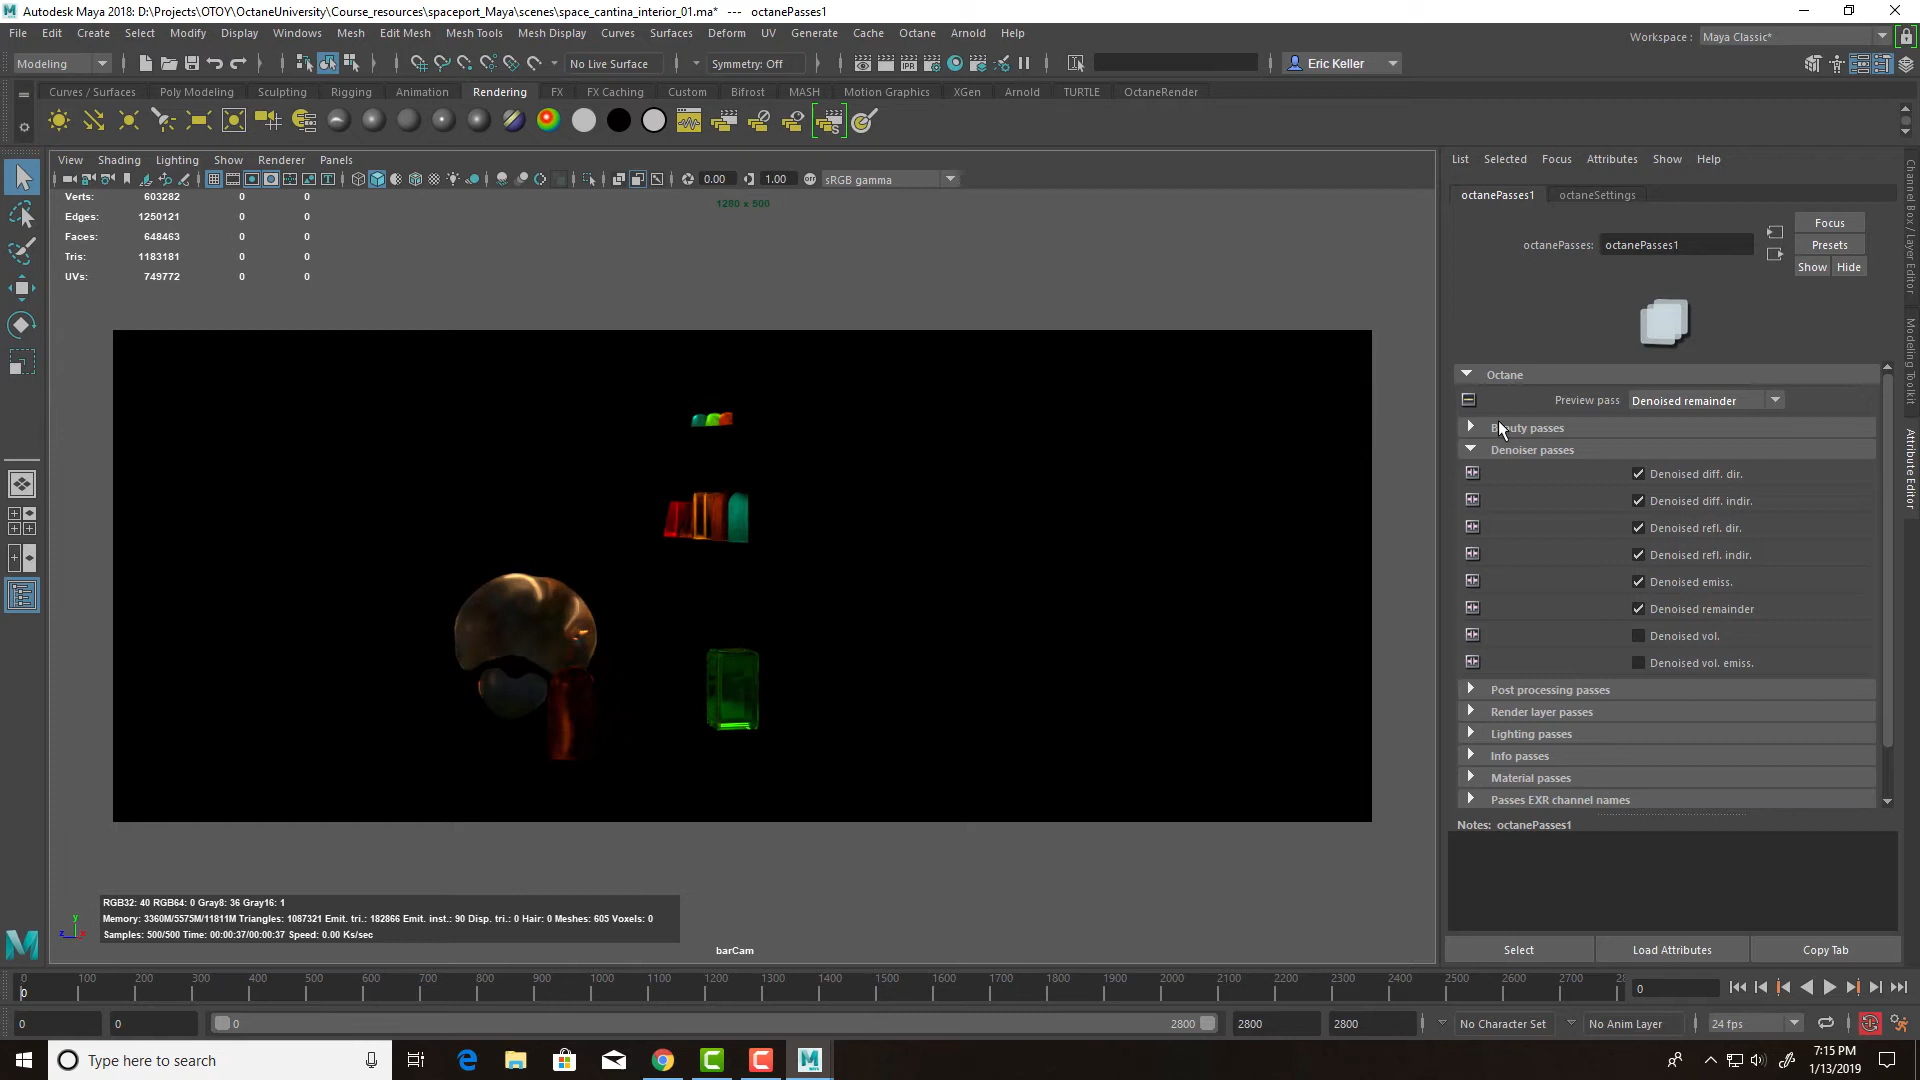 Autodesk Maya 2018: D:\Projects\OTOY\OctaneUniversity\Course_resources\spaceport_Maya\scenes\space_cantina_interior_01.ma* --- octanePasses1
File Edit Create Select Modify Display Windows Mesh Edit Mesh Mesh Tools Mesh Display Curves Surfaces Deform UV Generate Cache Octane Arnold Help
Workspace : Maya Classic*
Modeling No Live Surface Symmetry: Off Eric Keller
Curves / Surfaces Poly Modeling Sculpting Rigging Animation Rendering FX FX Caching Custom Bifrost MASH Motion Graphics XGen Arnold TURTLE OctaneRender
View Shading Lighting Show Renderer Panels
0.00 1.00 sRGB gamma
Verts: 603282 0 0
Edges: 1250121 0 0
Faces: 648463 0 0
Tris: 1183181 0 0
UVs: 749772 0 0
1280 x 500
RGB32: 40 RGB64: 0 Gray8: 36 Gray16: 1
Memory: 3360M/5575M/11811M Triangles: 1087321 Emit. tri.: 182866 Emit. inst.: 90 Disp. tri.: 0 Hair: 0 Meshes: 605 Voxels: 0
Samples: 500/500 Time: 00:00:37/00:00:37 Speed: 0.00 Ks/sec
barCam
y
z
List Selected Focus Attributes Show Help
octanePasses1 octaneSettings
octanePasses: octanePasses1
Focus
Presets
Show Hide
Octane
Preview pass Denoised remainder
Beauty passes
Denoiser passes
Denoised diff. dir.
Denoised diff. indir.
Denoised refl. dir.
Denoised refl. indir.
Denoised emiss.
Denoised remainder
Denoised vol.
Denoised vol. emiss.
Post processing passes
Render layer passes
Lighting passes
Info passes
Material passes
Passes EXR channel names
Notes: octanePasses1
Select Load Attributes Copy Tab
Channel Box / Layer Editor
Modeling Toolkit
Attribute Editor
0 100 200 300 400 500 600 700 800 900 1000 1100 1200 1300 1400 1500 1600 1700 1800 1900 2000 2100 2200 2300 2400 2500 2600 2700
0
0
0 0 0 2800 2800 2800 No Character Set No Anim Layer 24 fps
Type here to search
7:15 PM
1/13/2019